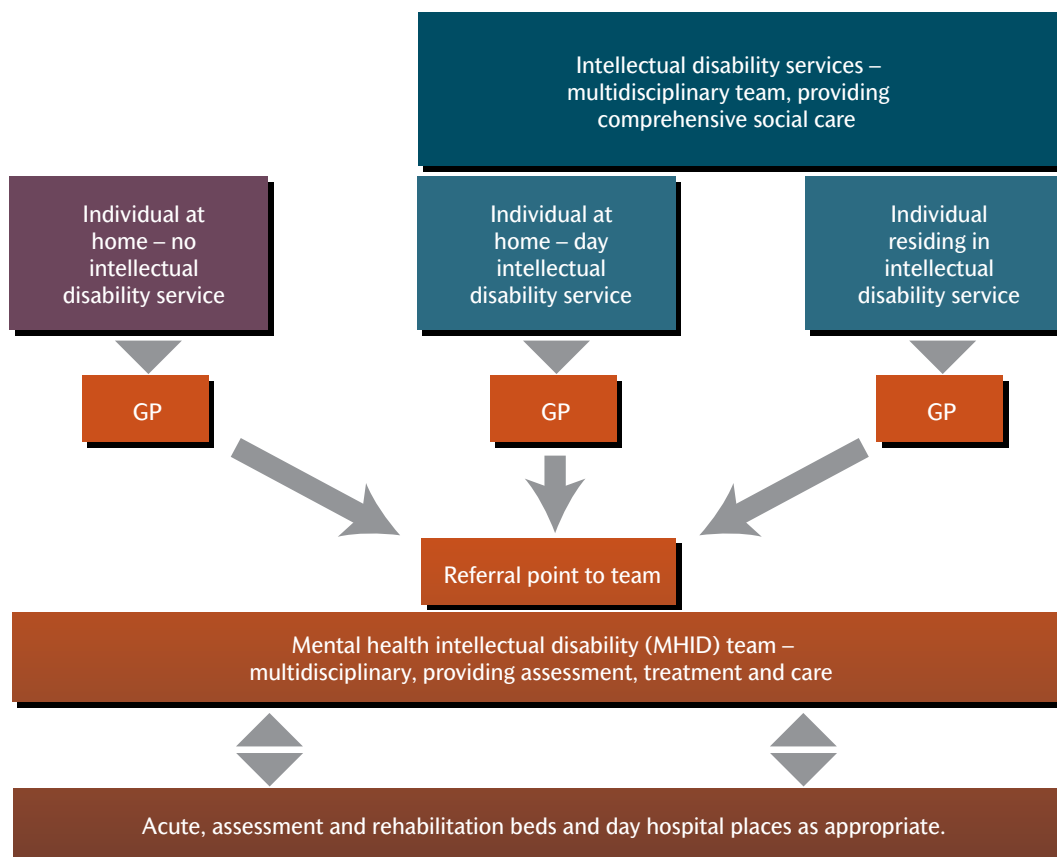 Intellectual disability services –
multidisciplinary team, providing
comprehensive social care
Individual at
home – no
intellectual
disability service
Individual at
home – day
intellectual
disability service
Individual
residing in
intellectual
disability service
GP
GP
GP
Referral point to team
Mental health intellectual disability (MHID) team –
multidisciplinary, providing assessment, treatment and care
Acute, assessment and rehabilitation beds and day hospital places as appropriate.